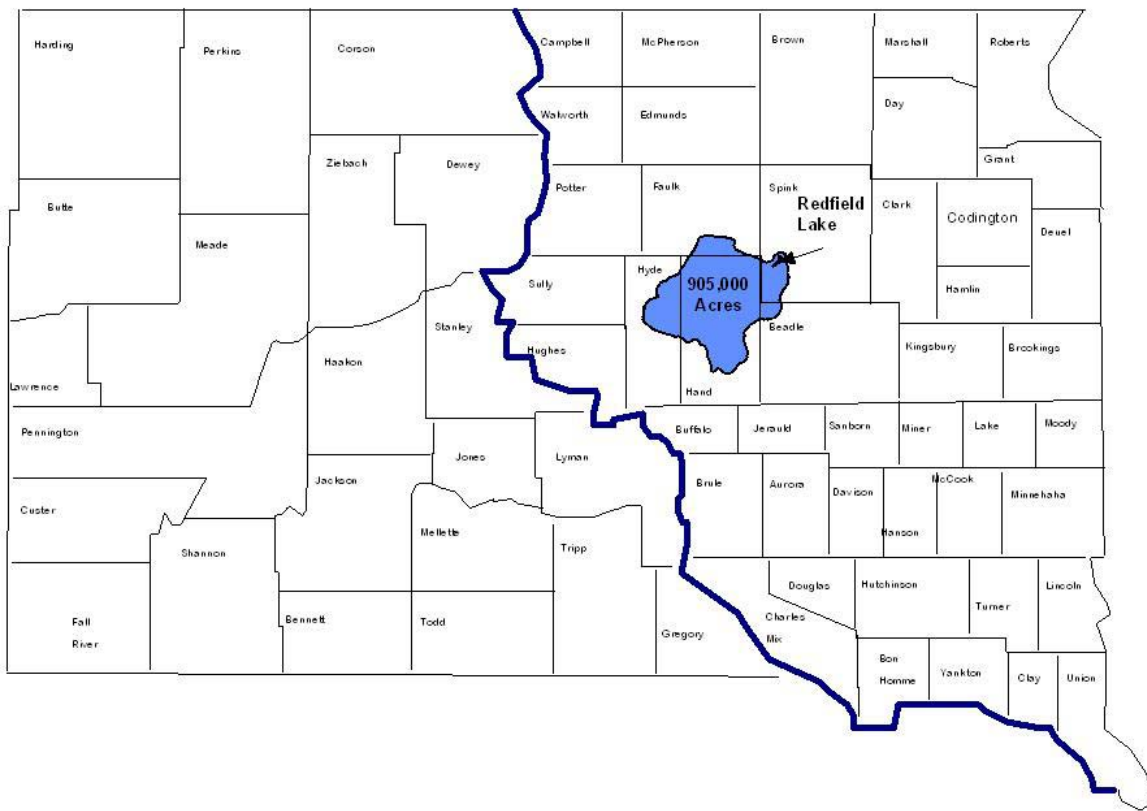 Harding
Perkins
Corson
Campbell
McPherson
Brown
Marshall
Roberts
Day
Walworth
Edmunds
Ziebach
Dewey
Grant
Potter
Faulk
Spink
Redfield
Lake
Clark
Codington
Butte
Meade
Deuel
Hyde
Sully
905,000
Acres
Hamlin
Stanley
Beadle
Hughes
Haakon
Kingsbury
Brookings
Lawrence
Hand
Pennington
Buffalo
Jerauld
Sanborn
Miner
Lake
Moody
Jones
Lyman
Jackson
Brule
Aurora
Davison
McCook
Minnehaha
Custer
Mellette
Hanson
Shannon
Tripp
Douglas
Hutchinson
Lincoln
Turner
Fall
River
Bennett
Todd
Gregory
Charles
Mix
Bon
Homme
Yankton
Clay
Union